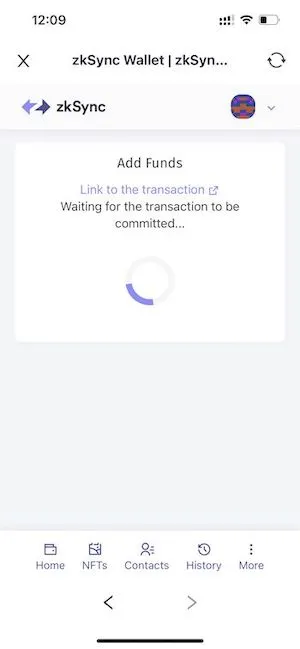 12:09
zkSync Wallet | zkSyn...
zkSync
Add Funds
Link to the transaction
Waiting for the transaction to be
committed...
Home NFTs Contacts History More